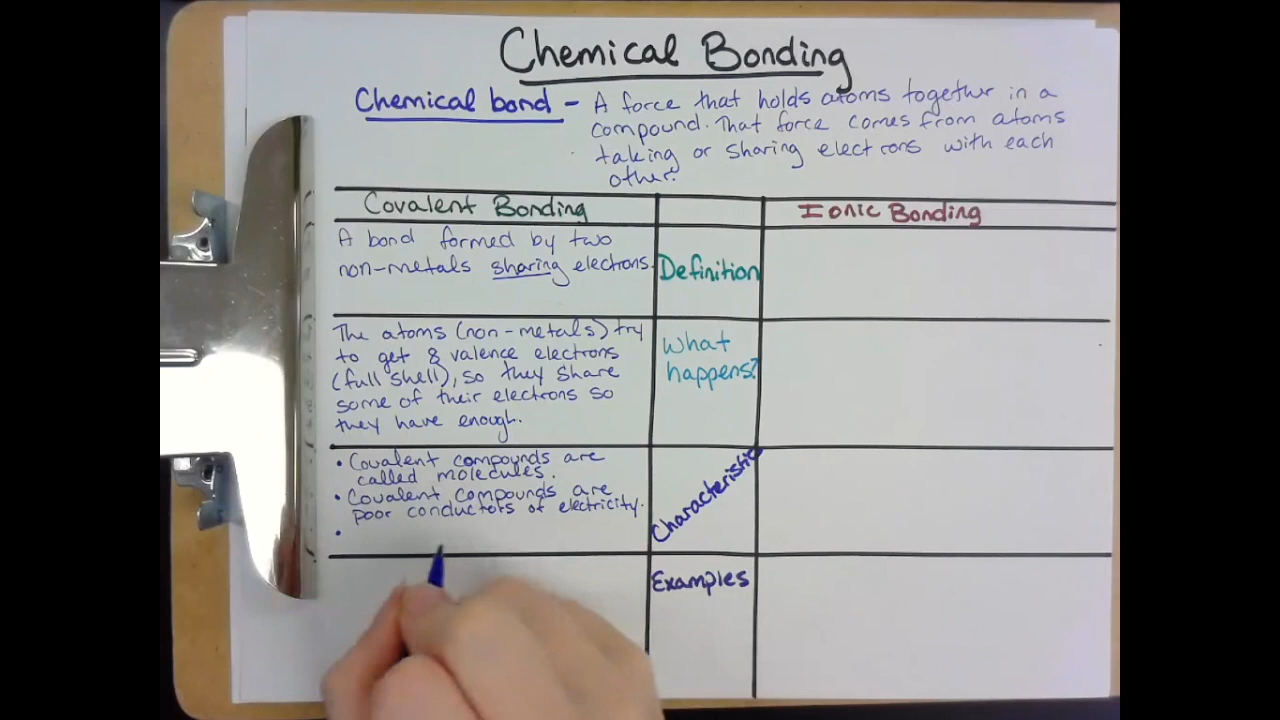 Chemical Bonding
Chemical bond - A force that holds atoms together in a
compound. That force comes from atoms
taking or sharing electrons with each
other.
Covalent Bonding
Ionic Bonding
A bond formed by two
non-metals sharing electrons.
Definition
The atoms (non-metals) try
to get 8 valence electrons
(full shell), so they share
some of their electrons so
they have enough.
What
happens?
• Covalent compounds are
called molecules.
• Covalent compounds are
poor conductors of electricity.
•
Characteristic
Examples